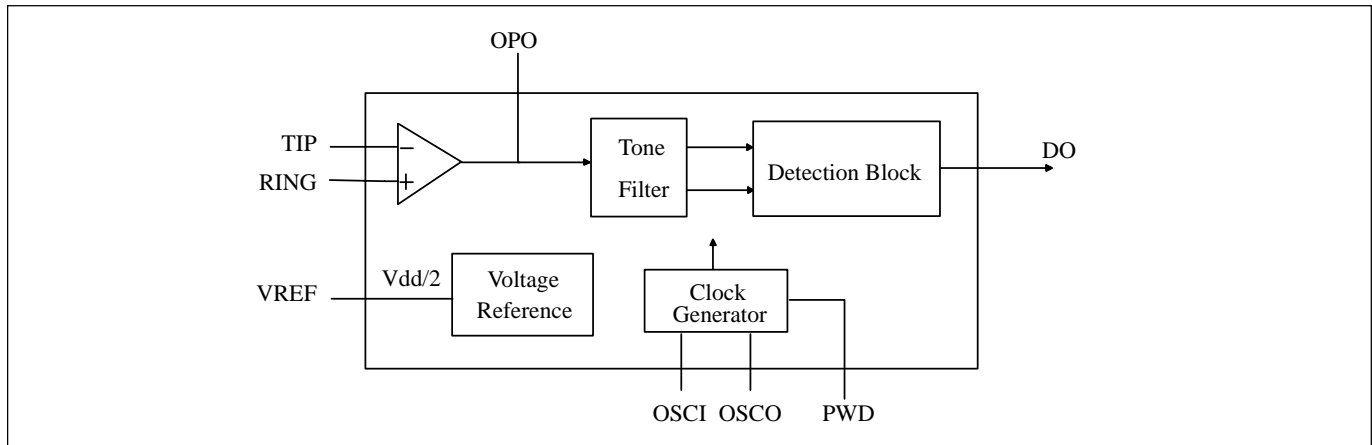 OPO
TIP
−
RING
+
Tone
Filter
Detection Block
DO
VREF
Vdd/2
Voltage
Reference
Clock
Generator
OSCI OSCO PWD